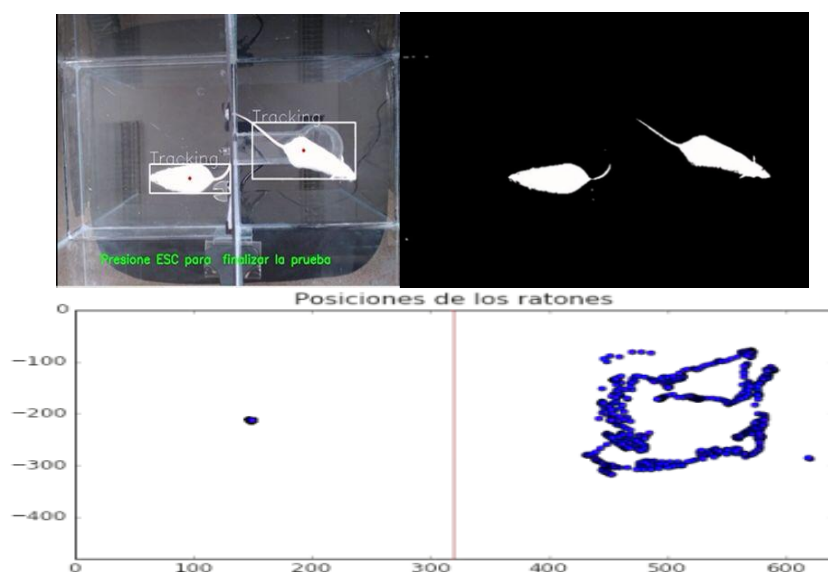 Tracking
Tracking
Presione ESC para finalizar la prueba
Posiciones de los ratones
0
−100
−200
−300
−400
0 100 200 300 400 500 600